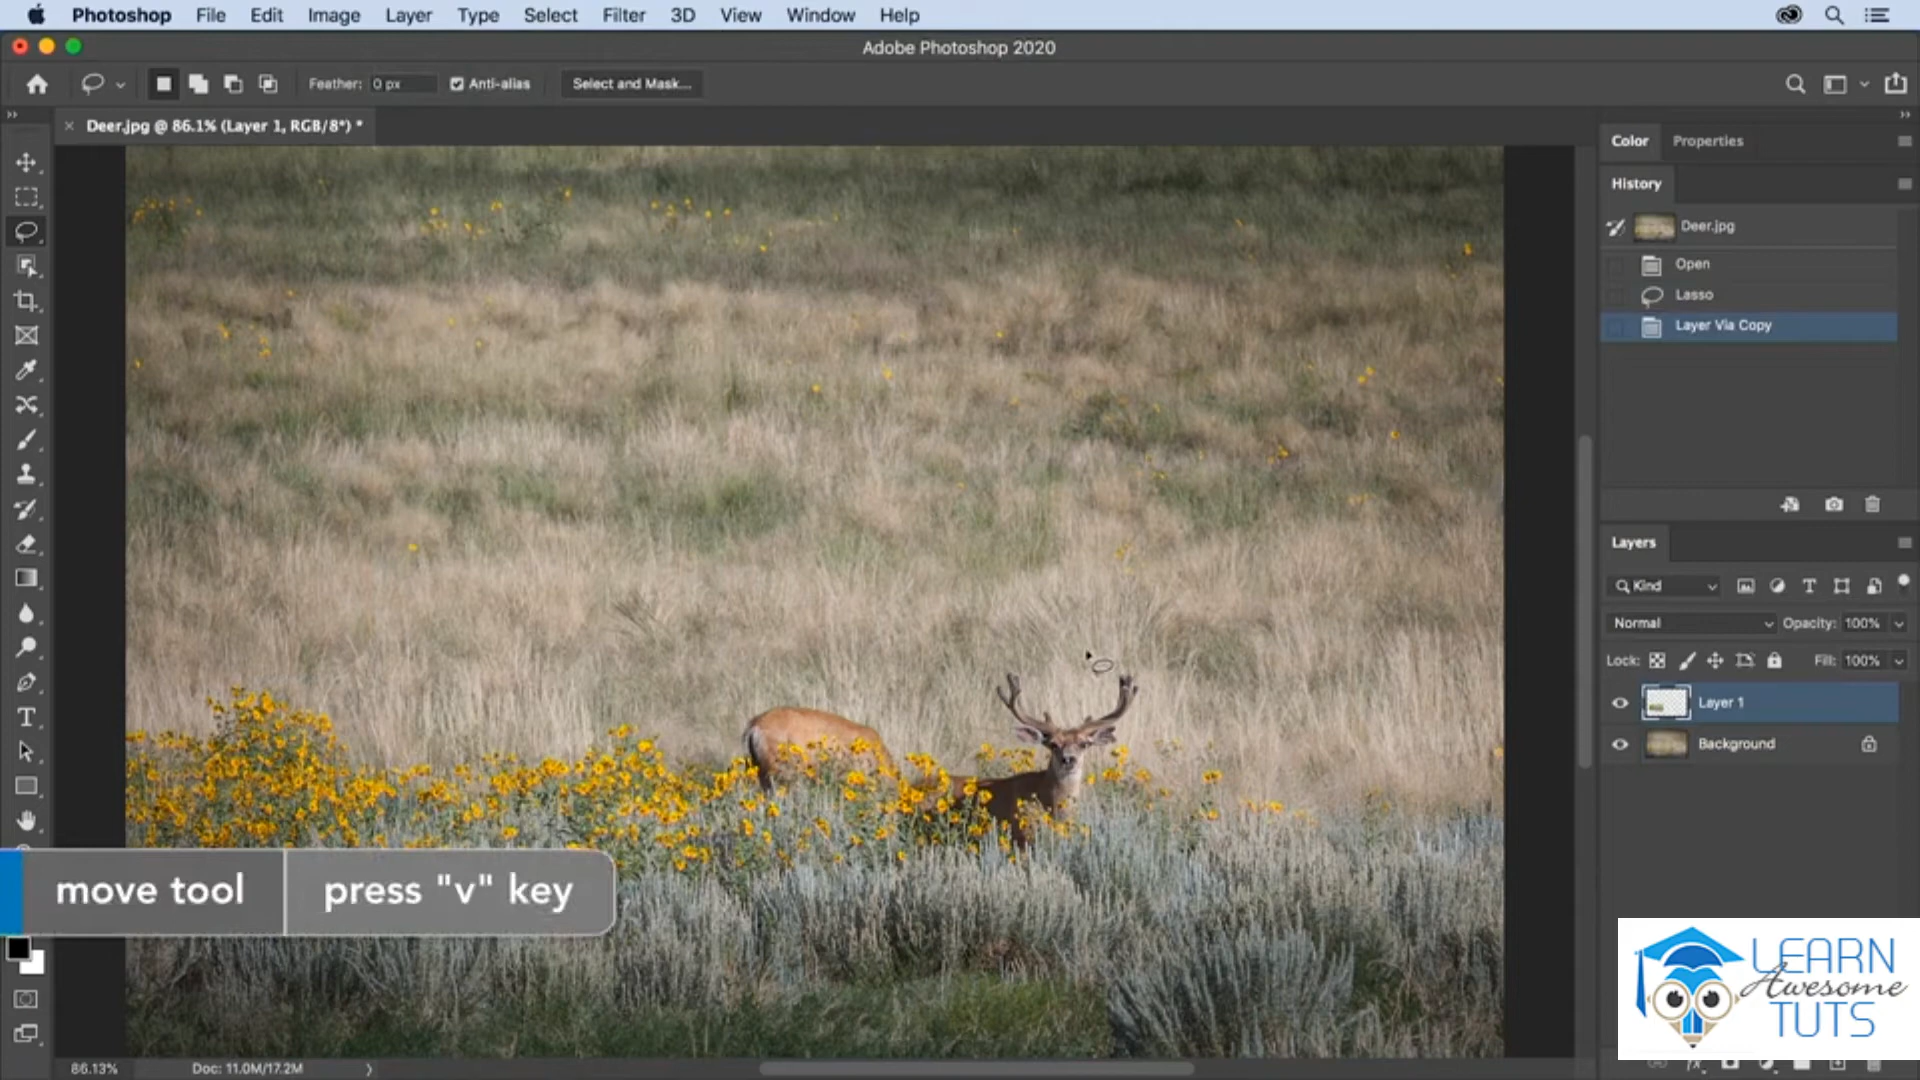 Photoshop File Edit Image Layer Type Select Filter 3D View Window Help
Adobe Photoshop 2020
Feather: 0 px Anti-alias Select and Mask...
Deer.jpg @ 86.1% (Layer 1, RGB/8*) *
Color Properties
History
Deer.jpg
Open
Lasso
Layer Via Copy
Layers
Kind
Normal Opacity: 100%
Lock: Fill: 100%
Layer 1
Background
move tool press "v" key
LEARN
Awesome
TUTS
86.13% Doc: 11.0M/17.2M